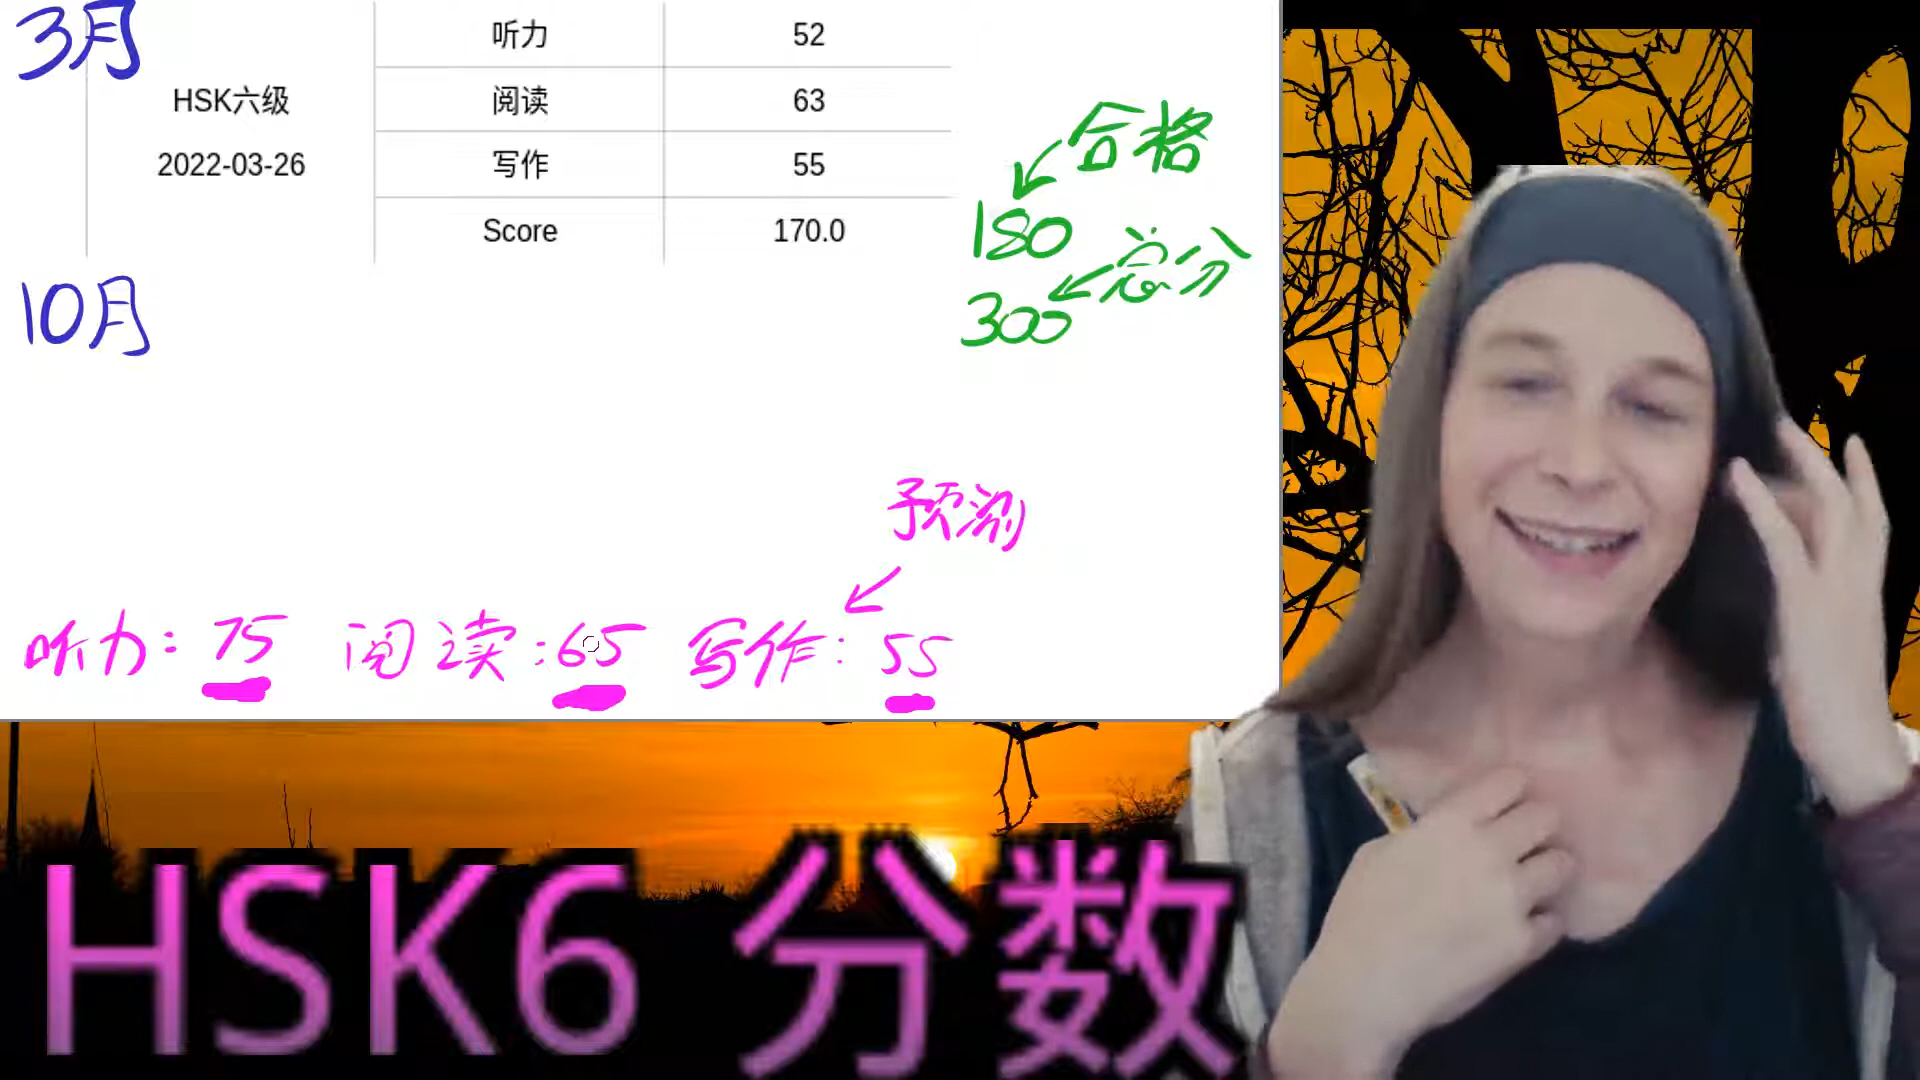 3月
听力 52
HSK六级 阅读 63
2022-03-26 写作 55
Score 170.0
合格
180
总分
300
10月
预测
听力: 75 阅读: 65 写作: 55
HSK6 分数